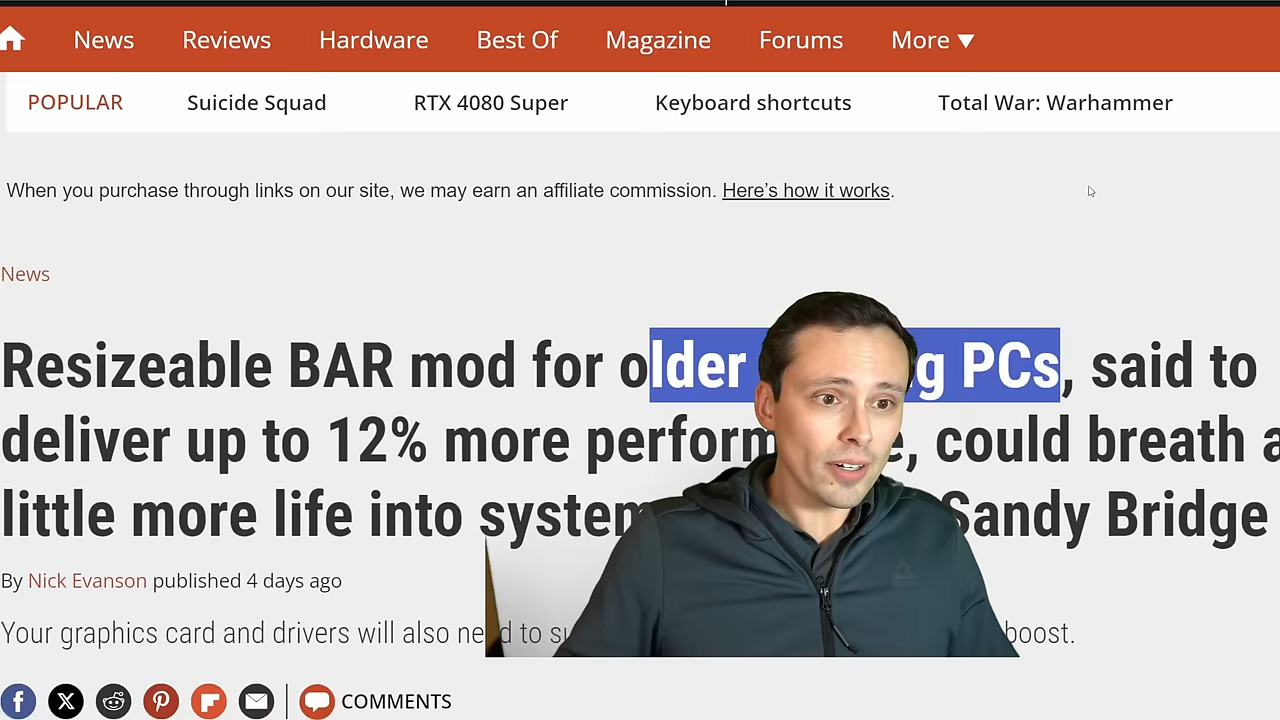 News Reviews Hardware Best Of Magazine Forums More ▼
POPULAR Suicide Squad RTX 4080 Super Keyboard shortcuts Total War: Warhammer
When you purchase through links on our site, we may earn an affiliate commission. Here's how it works.
News
Resizeable BAR mod for older PCs, said to
deliver up to 12% more could breath a
little more life into Sandy Bridge
By Nick Evanson published 4 days ago
Your graphics card and drivers will also need to boost.
COMMENTS